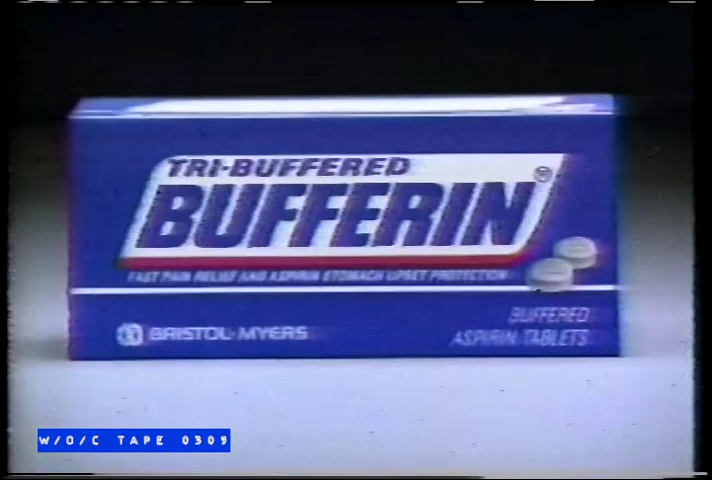 TRI-BUFFERED
BUFFERIN®
FAST PAIN RELIEF AND ASPIRIN STOMACH UPSET PROTECTION
BRISTOL-MYERS
BUFFERED
ASPIRIN TABLETS
W/O/C TAPE 0309